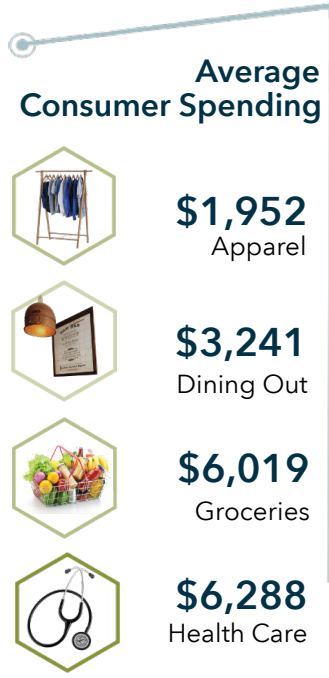 Average
Consumer Spending
$1,952
Apparel
$3,241
Dining Out
$6,019
Groceries
$6,288
Health Care